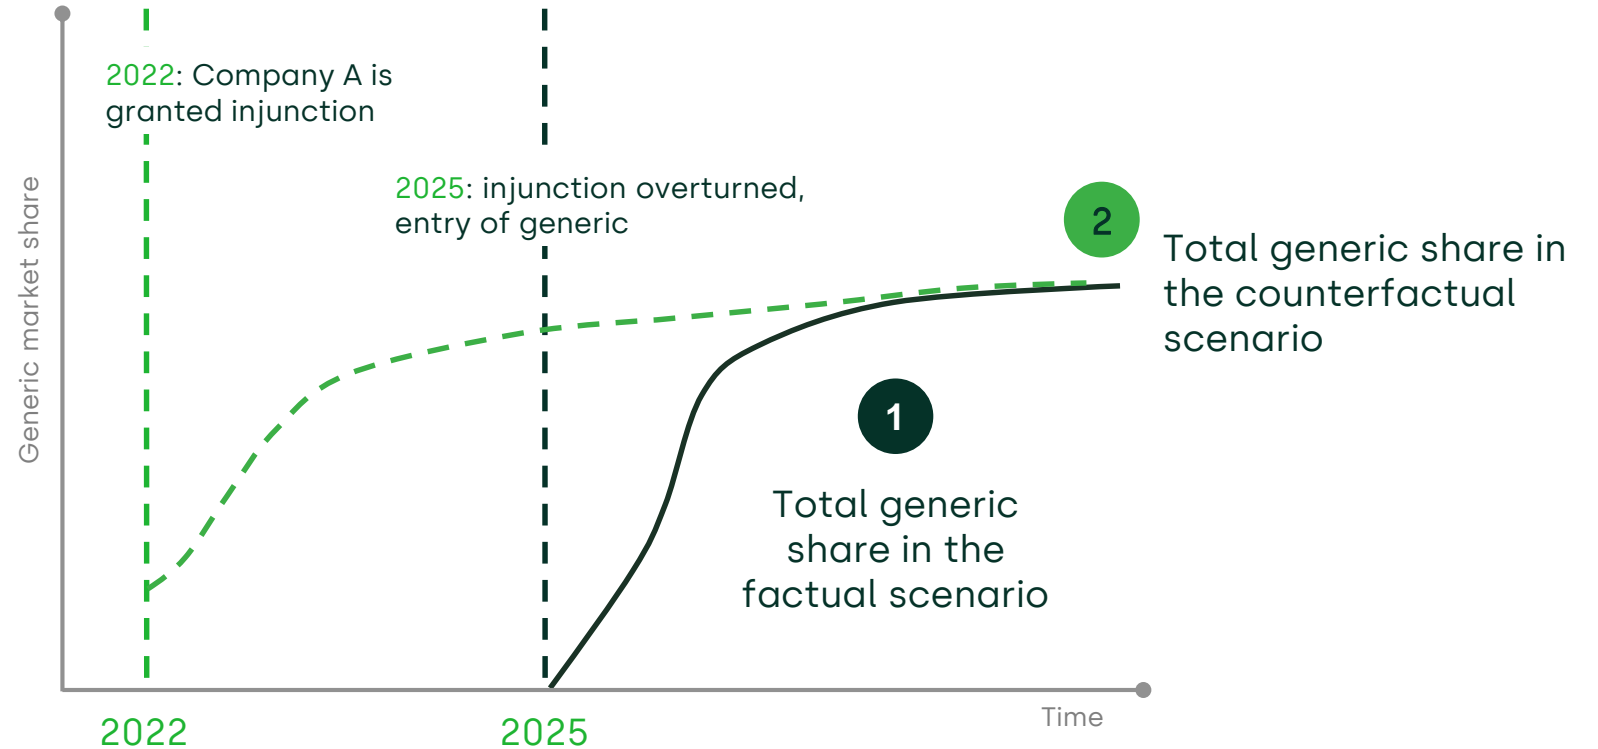 2022: Company A is
granted injunction
2025: injunction overturned,
entry of generic
Generic market share
2
Total generic share in
the counterfactual
scenario
1
Total generic
share in the
factual scenario
Time
2022
2025